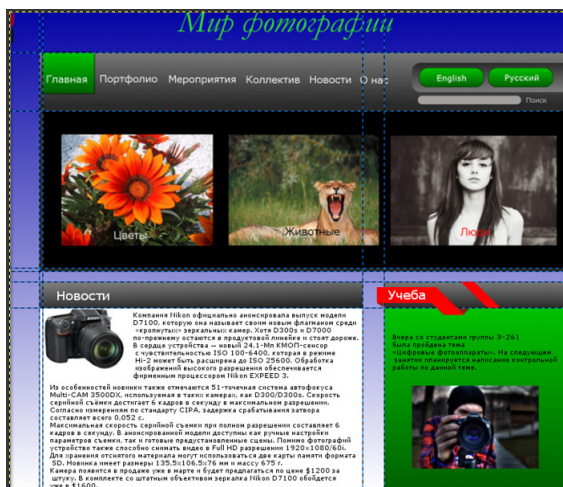 Мир фотографии
Главная Портфолио Мероприятия Коллектив Новости О нас
English Русский
Поиск
Цветы Животные Люди
Новости
Компания Nikon официально анонсировала выпуск модели
D7100, которую она называет своим новым флагманом среди
«кропнутых» зеркальных камер. Хотя D300s и D7000
по-прежнему остаются в продуктовой линейке и стоят дороже.
В сердце устройства — новый 24,1-Мп КМОП-сенсор
с чувствительностью ISO 100-6400, которая в режиме
Hi-2 может быть расширена до ISO 25600. Обработка
изображений высокого разрешения обеспечивается
фирменным процессором Nikon EXPEED 3.
Из особенностей новинки также отмечаются 51-точечная система автофокуса
Multi-CAM 3500DX, используемая в таких камерах, как D300/D300s. Скорость
серийной съёмки достигает 6 кадров в секунду в максимальном разрешении.
Согласно измерениям по стандарту CIPA, задержка срабатывания затвора
составляет всего 0.052 с.
Максимальная скорость серийной съёмки при полном разрешении составляет 6
кадров в секунду. В анонсированной модели доступны как ручные настройки
параметров съемки, так и готовые предустановленные сцены. Помимо фотографий
устройство также способно снимать видео в Full HD разрешении 1920×1080/60i.
Для хранения отснятого материала могут использоваться две карты памяти формата
SD. Новинка имеет размеры 135.5x106.5x76 мм и массу 675 г.
Камера появится в продаже уже в марте и будет предлагаться по цене $1200 за
штуку. В комплекте со штатным объективом зеркалка Nikon D7100 обойдется
уже в $1600.
Учеба
Вчера со студентами группы Э-261
была пройдена тема
«Цифровые фотоаппараты». На следующем
занятие планируется написание контрольной
работы по данной теме.